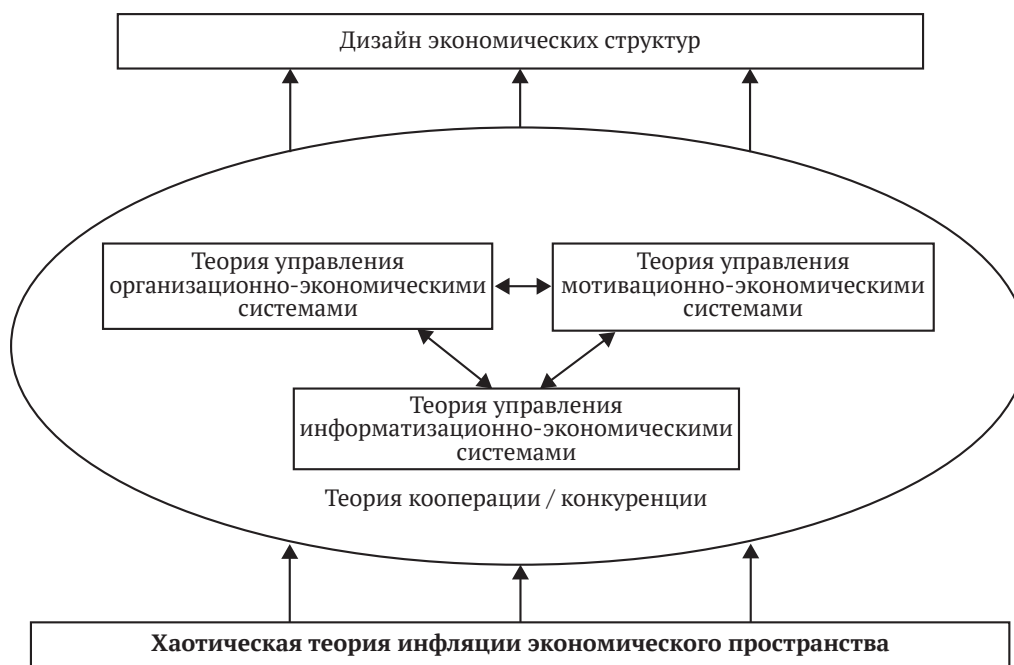 Дизайн экономических структур
Теория управления
организационно-экономическими
системами
Теория управления
мотивационно-экономическими
системами
Теория управления
информатизационно-экономическими
системами
Теория кооперации / конкуренции
Хаотическая теория инфляции экономического пространства